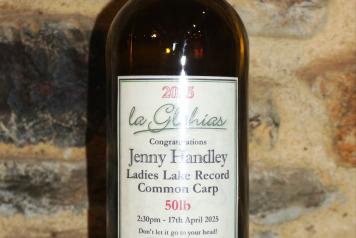 2025
la Glahias
Congratulations
Jenny Handley
Ladies Lake Record
Common Carp
50lb
2:30pm - 17th April 2025
Don't let it go to your head!